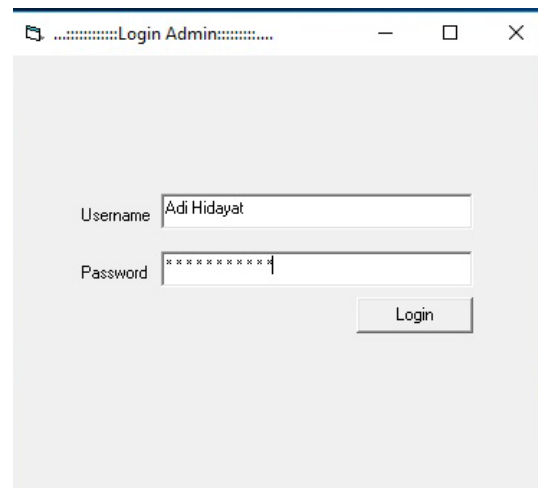 ...:::::::::::::Login Admin::::::::::....
Username
Adi Hidayat
Password
***********
Login